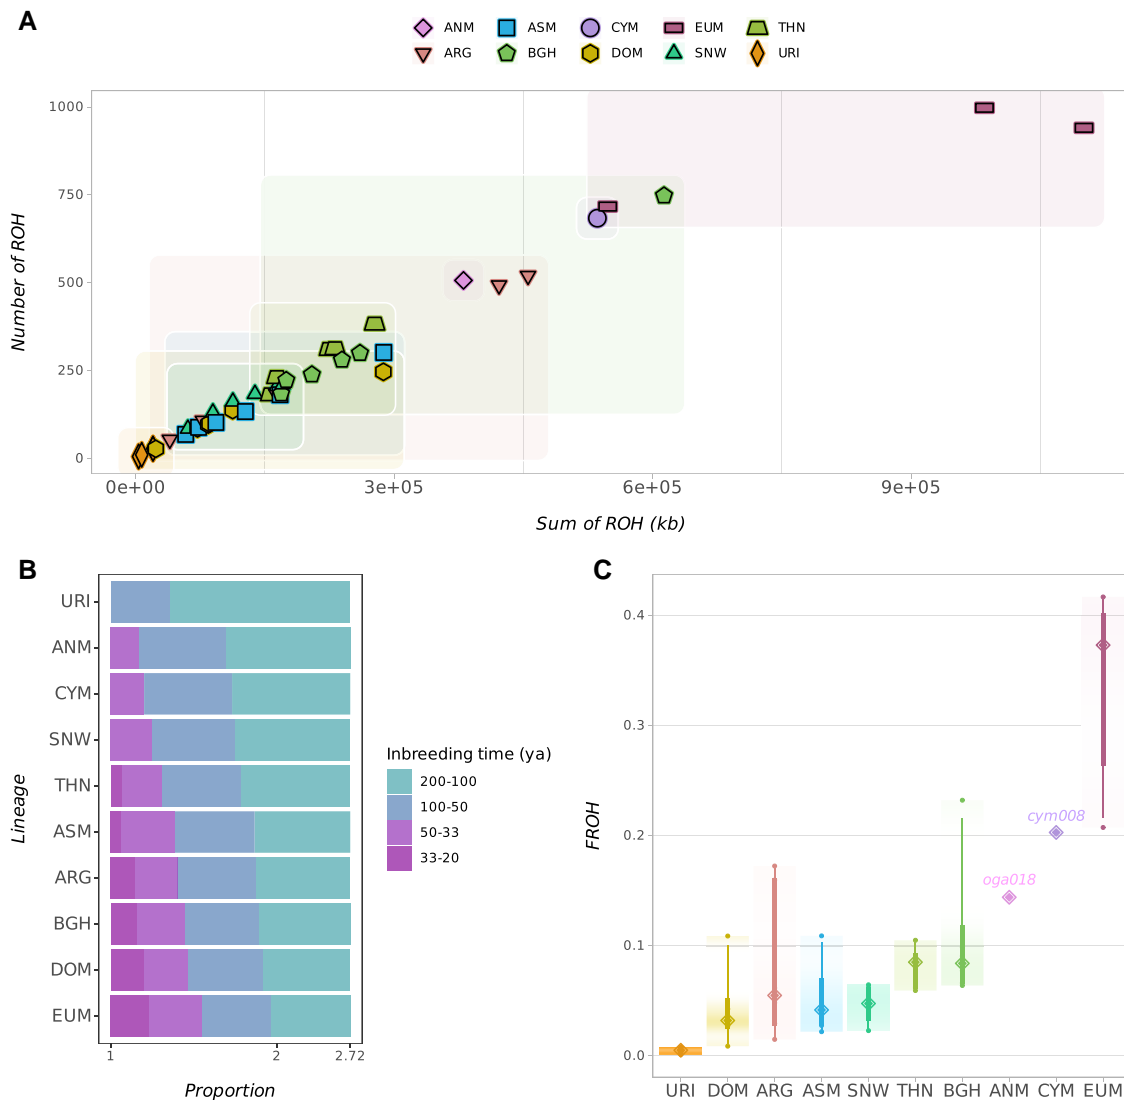 A
ANM ASM CYM EUM THN
ARG BGH DOM SNW URI
1000
750
500
250
0
Number of ROH
0e+00 3e+05 6e+05 9e+05
Sum of ROH (kb)
B
URI
ANM
CYM
SNW
THN
ASM
ARG
BGH
DOM
EUM
Lineage
1 2 2.72
Proportion
Inbreeding time (ya)
200-100
100-50
50-33
33-20
C
0.4
0.3
0.2
0.1
0.0
FROH
cym008
oga018
URI DOM ARG ASM SNW THN BGH ANM CYM EUM